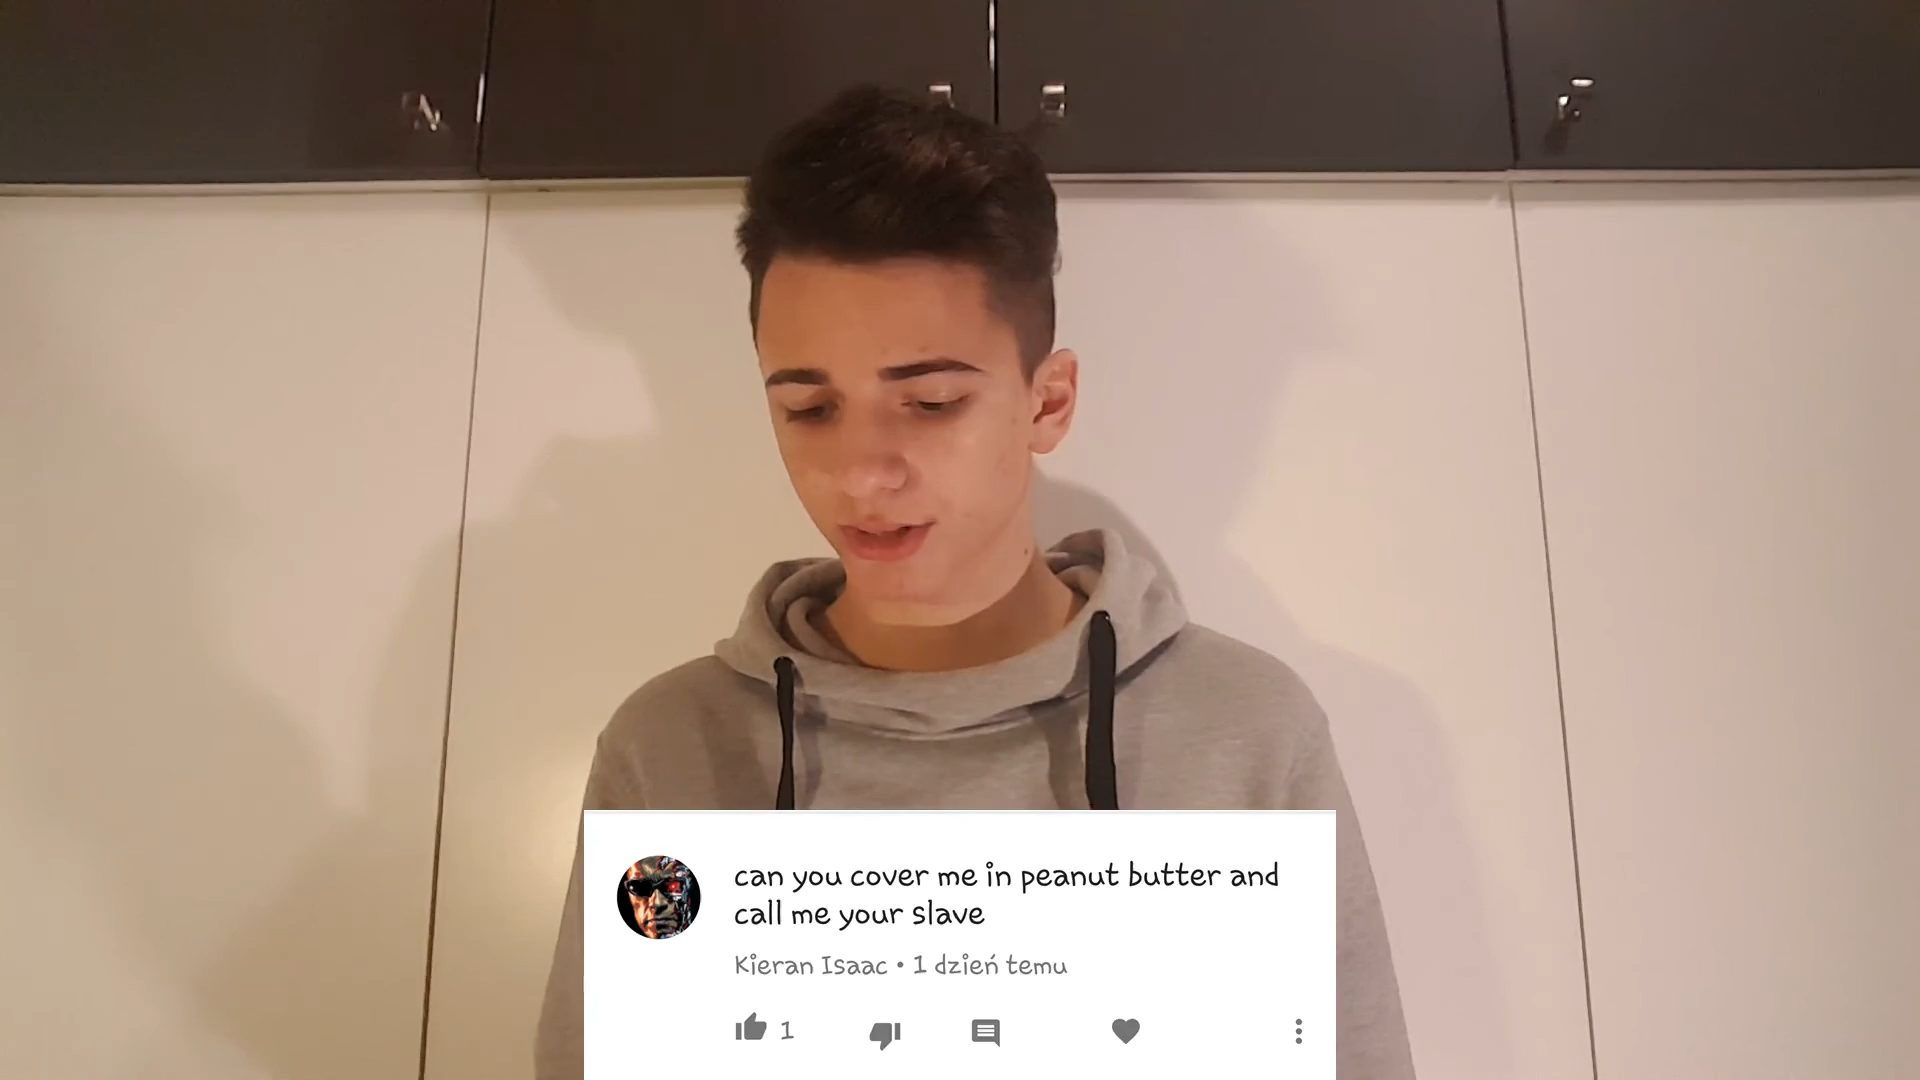 can you cover me in peanut butter and
call me your slave
Kieran Isaac • 1 dzień temu
1